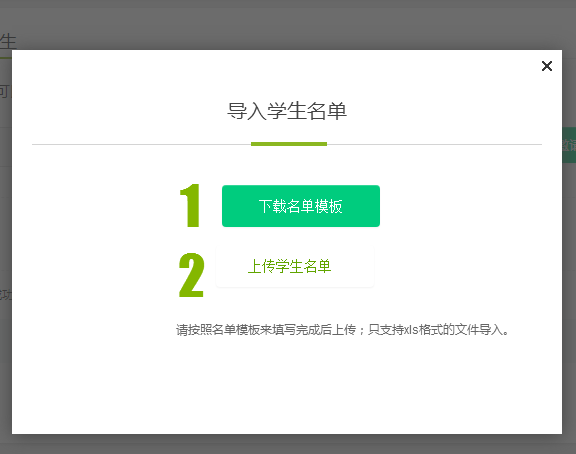 生
可
导入学生名单
1
下载名单模板
2
上传学生名单
请按照名单模板来填写完成后上传；只支持xls格式的文件导入。